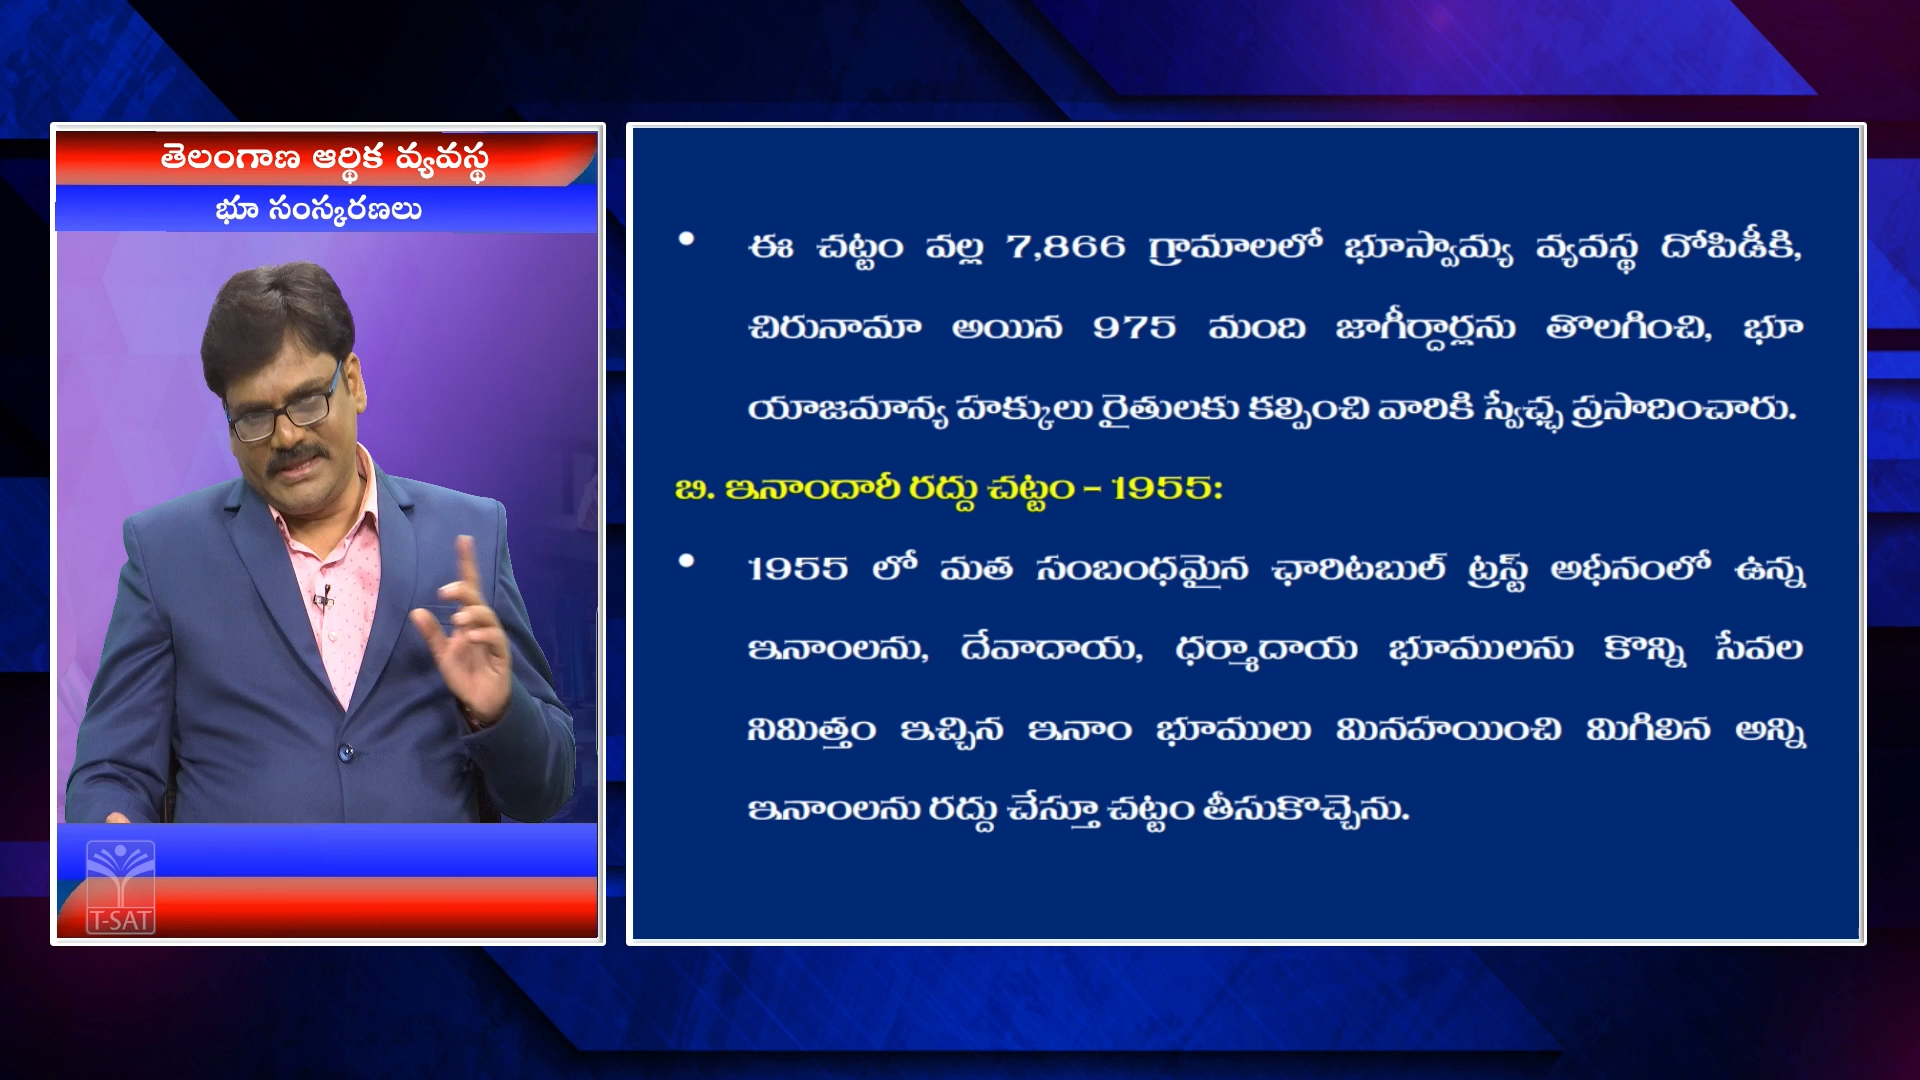 తెలంగాణ ఆర్థిక వ్యవస్థ
భూ సంస్కరణలు
T-SAT
• ఈ చట్టం వల్ల 7,866 గ్రామాలలో భూస్వామ్య వ్యవస్థ దోపిడీకి,
చిరునామా అయిన 975 మంది జాగీర్దార్లను తొలగించి, భూ
యాజమాన్య హక్కులు రైతులకు కల్పించి వారికి స్వేచ్ఛ ప్రసాదించారు.
బి. ఇనాందారీ రద్దు చట్టం – 1955:
• 1955 లో మత సంబంధమైన ఛారిటబుల్ ట్రస్ట్ అధీనంలో ఉన్న
ఇనాంలను, దేవాదాయ, ధర్మాదాయ భూములను కొన్ని సేవల
నిమిత్తం ఇచ్చిన ఇనాం భూములు మినహయించి మిగిలిన అన్ని
ఇనాంలను రద్దు చేస్తూ చట్టం తీసుకొచ్చెను.